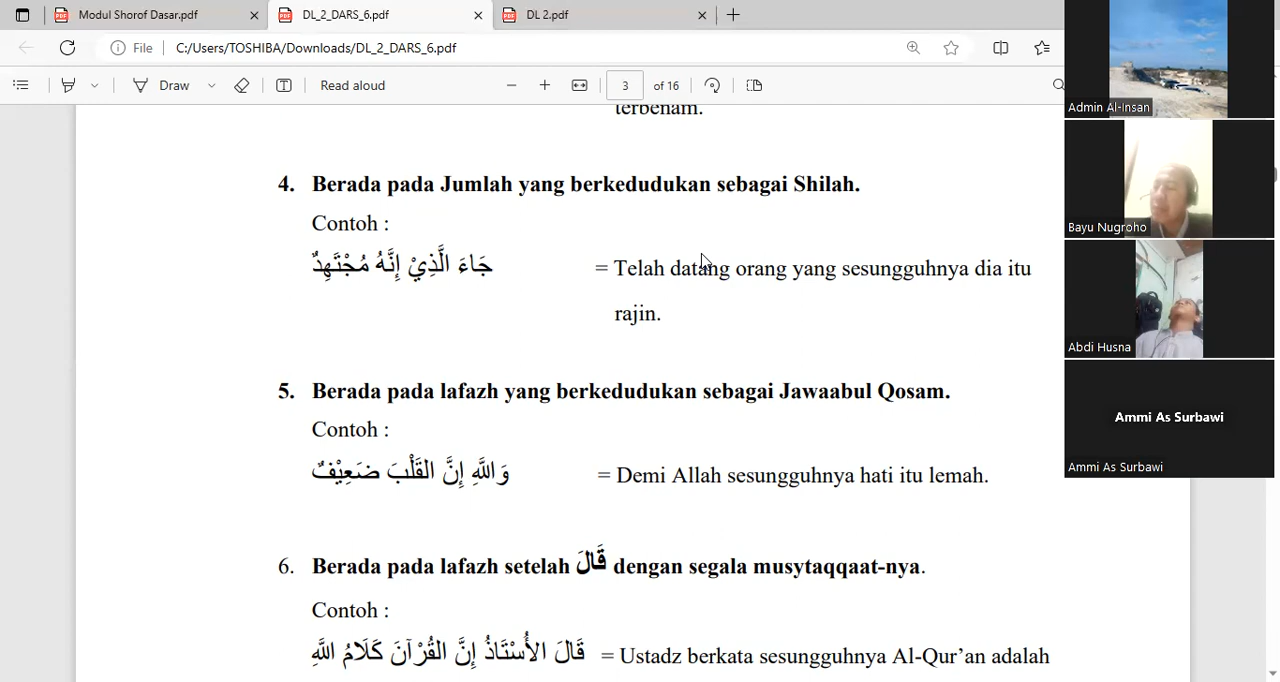 Modul Shorof Dasar.pdf
DL_2_DARS_6.pdf
DL 2.pdf
File
C:/Users/TOSHIBA/Downloads/DL_2_DARS_6.pdf
Draw
Read aloud
3 of 16
terbenam.
4. Berada pada Jumlah yang berkedudukan sebagai Shilah.
Contoh :
جَاءَ الَّذِيْ إِنَّهُ مُجْتَهِدٌ = Telah datang orang yang sesungguhnya dia itu
rajin.
5. Berada pada lafazh yang berkedudukan sebagai Jawaabul Qosam.
Contoh :
وَاللَّهِ إِنَّ القَلْبَ ضَعِيْفٌ = Demi Allah sesungguhnya hati itu lemah.
6. Berada pada lafazh setelah قَالَ dengan segala musytaqqaat-nya.
Contoh :
قَالَ الأُسْتَاذُ إِنَّ القُرْآنَ كَلَامُ اللَّهِ = Ustadz berkata sesungguhnya Al-Qur’an adalah
Admin Al-Insan
Bayu Nugroho
Abdi Husna
Ammi As Surbawi
Ammi As Surbawi